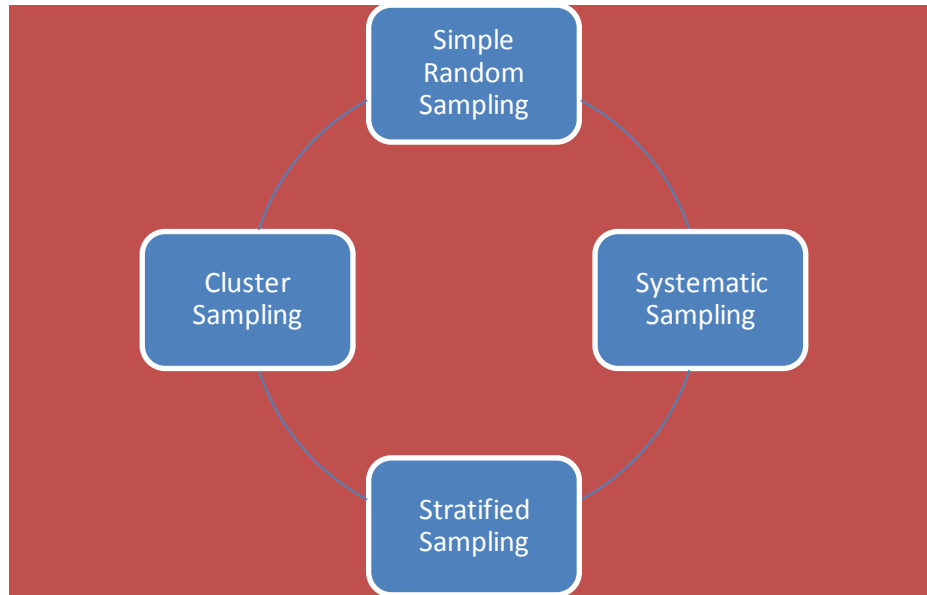 Simple
Random
Sampling
Cluster
Sampling
Systematic
Sampling
Stratified
Sampling